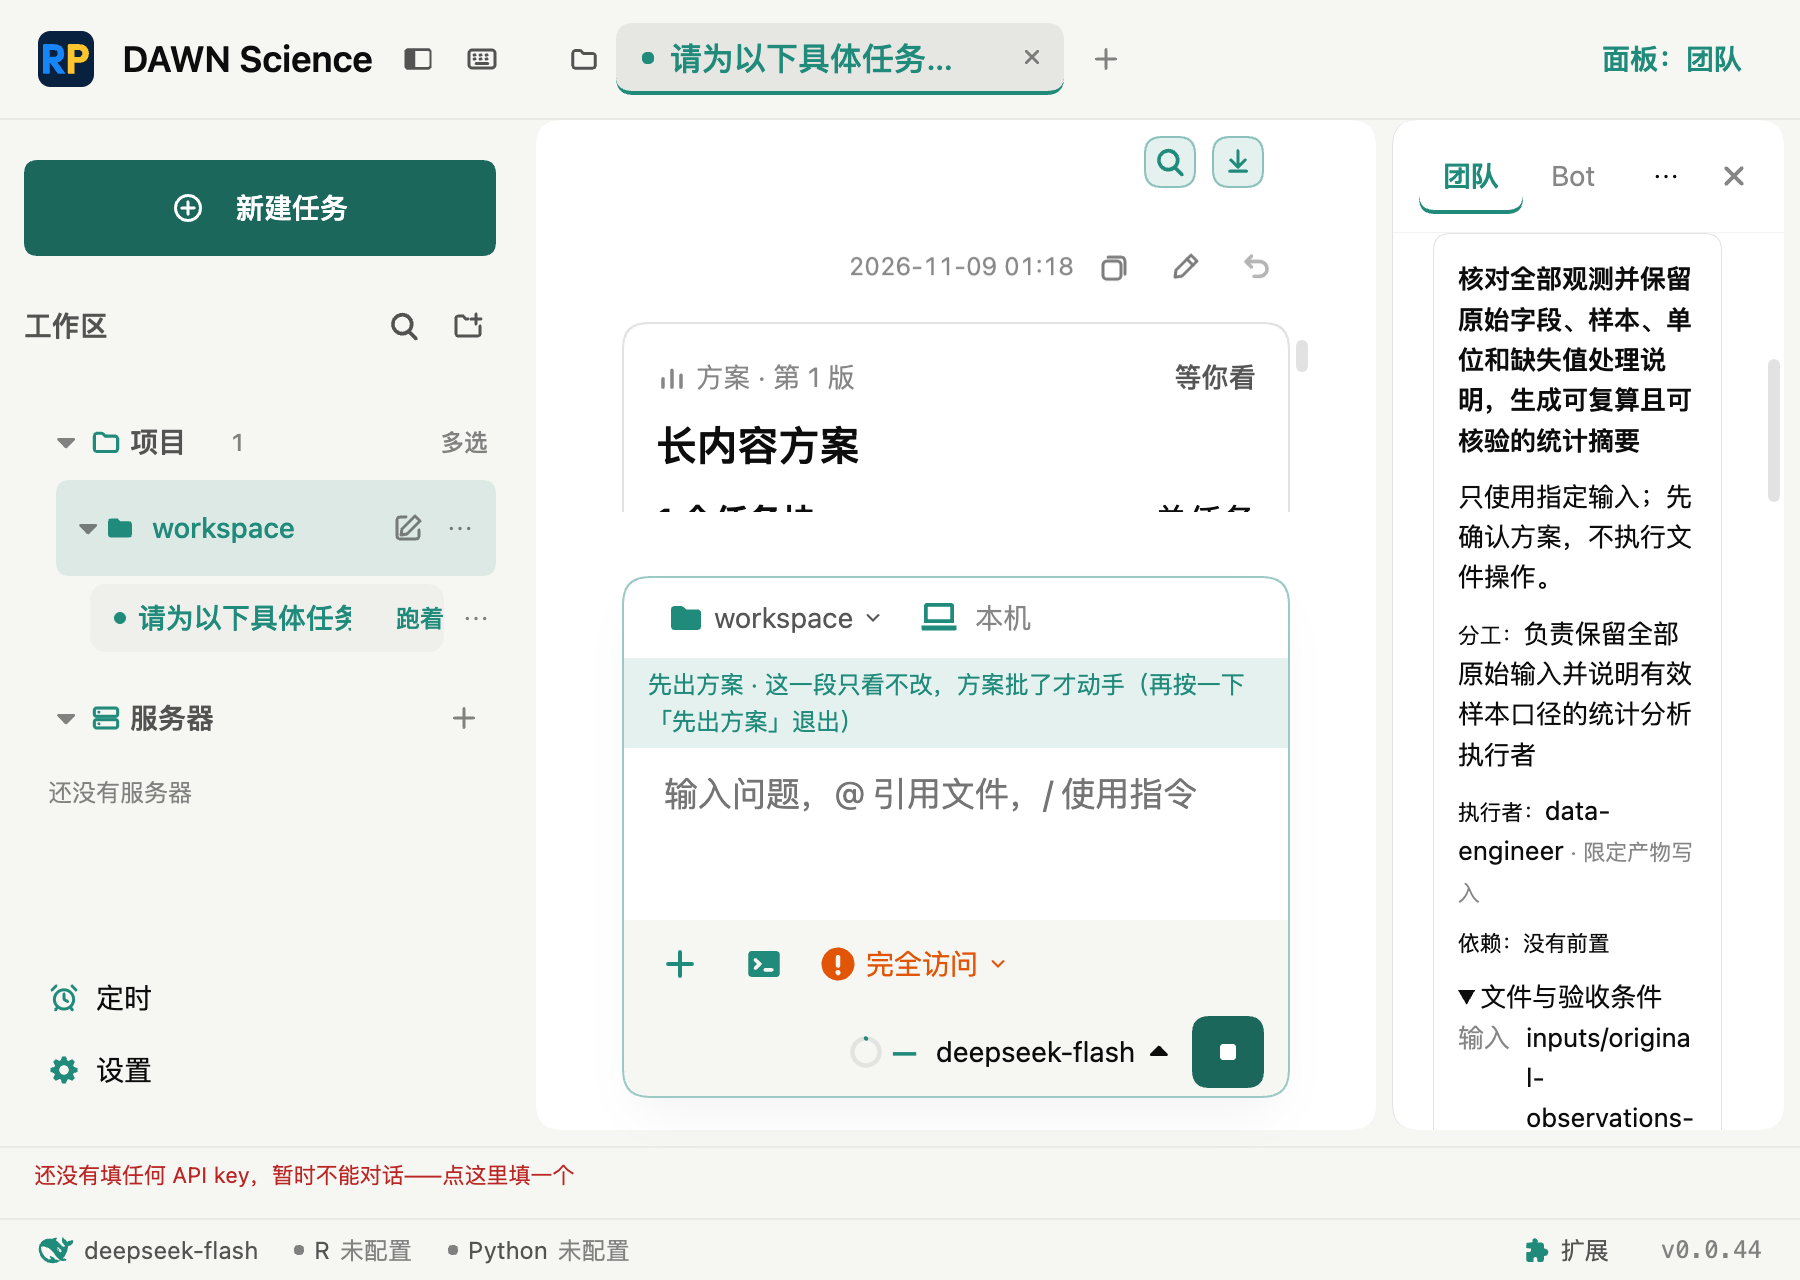 RP DAWN Science
请为以下具体任务...
面板：团队
新建任务
工作区
项目 1 多选
workspace
请为以下具体任务 跑着
服务器
还没有服务器
定时
设置
2026-11-09 01:18
方案 · 第 1 版 等你看
长内容方案
workspace 本机
先出方案 · 这一段只看不改，方案批了才动手（再按一下
「先出方案」退出）
输入问题，@ 引用文件，/ 使用指令
完全访问
deepseek-flash
团队 Bot
核对全部观测并保留
原始字段、样本、单
位和缺失值处理说
明，生成可复算且可
核验的统计摘要
只使用指定输入；先
确认方案，不执行文
件操作。
分工：负责保留全部
原始输入并说明有效
样本口径的统计分析
执行者
执行者：data-
engineer · 限定产物写
入
依赖：没有前置
文件与验收条件
输入 inputs/origina
l-
observations-
还没有填任何 API key，暂时不能对话——点这里填一个
deepseek-flash R 未配置 Python 未配置
扩展 v0.0.44